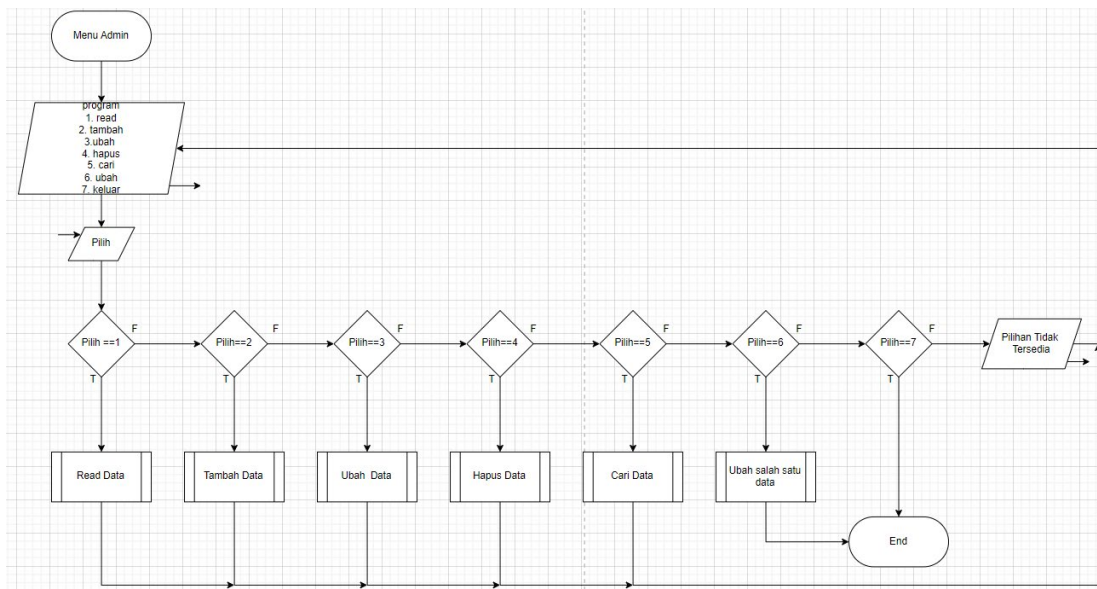 Menu Admin
program
1. read
2. tambah
3.ubah
4. hapus
5. cari
6. ubah
7. keluar
Pilih
Pilih ==1
F
T
Pilih==2
F
T
Pilih==3
F
T
Pilih==4
F
T
Pilih==5
F
T
Pilih==6
F
T
Pilih==7
F
T
Pilihan Tidak
Tersedia
Read Data
Tambah Data
Ubah  Data
Hapus Data
Cari Data
Ubah salah satu
data
End